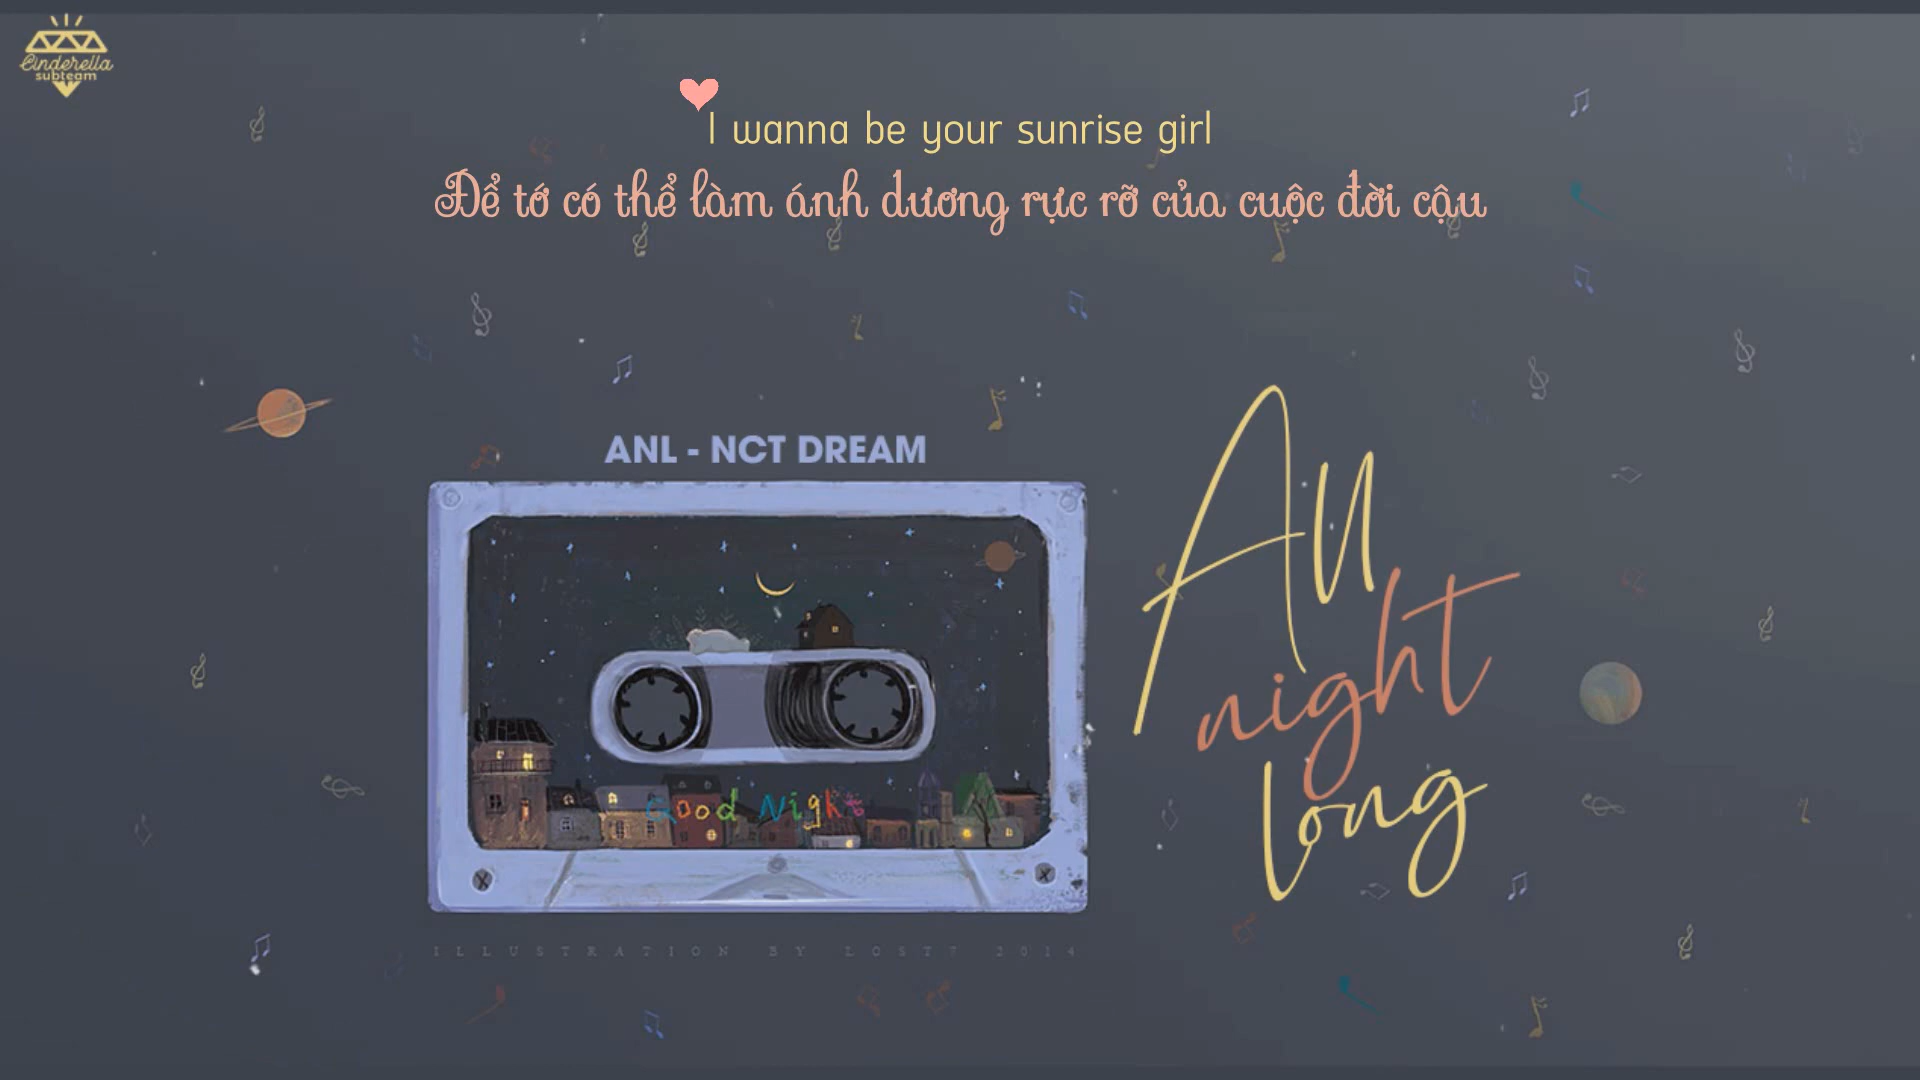 Cinderella
subteam
I wanna be your sunrise girl
Để tớ có thể làm ánh dương rực rỡ của cuộc đời cậu
ANL - NCT DREAM
All
night
long
Good Night
ILLUSTRATION BY LOST7 2014